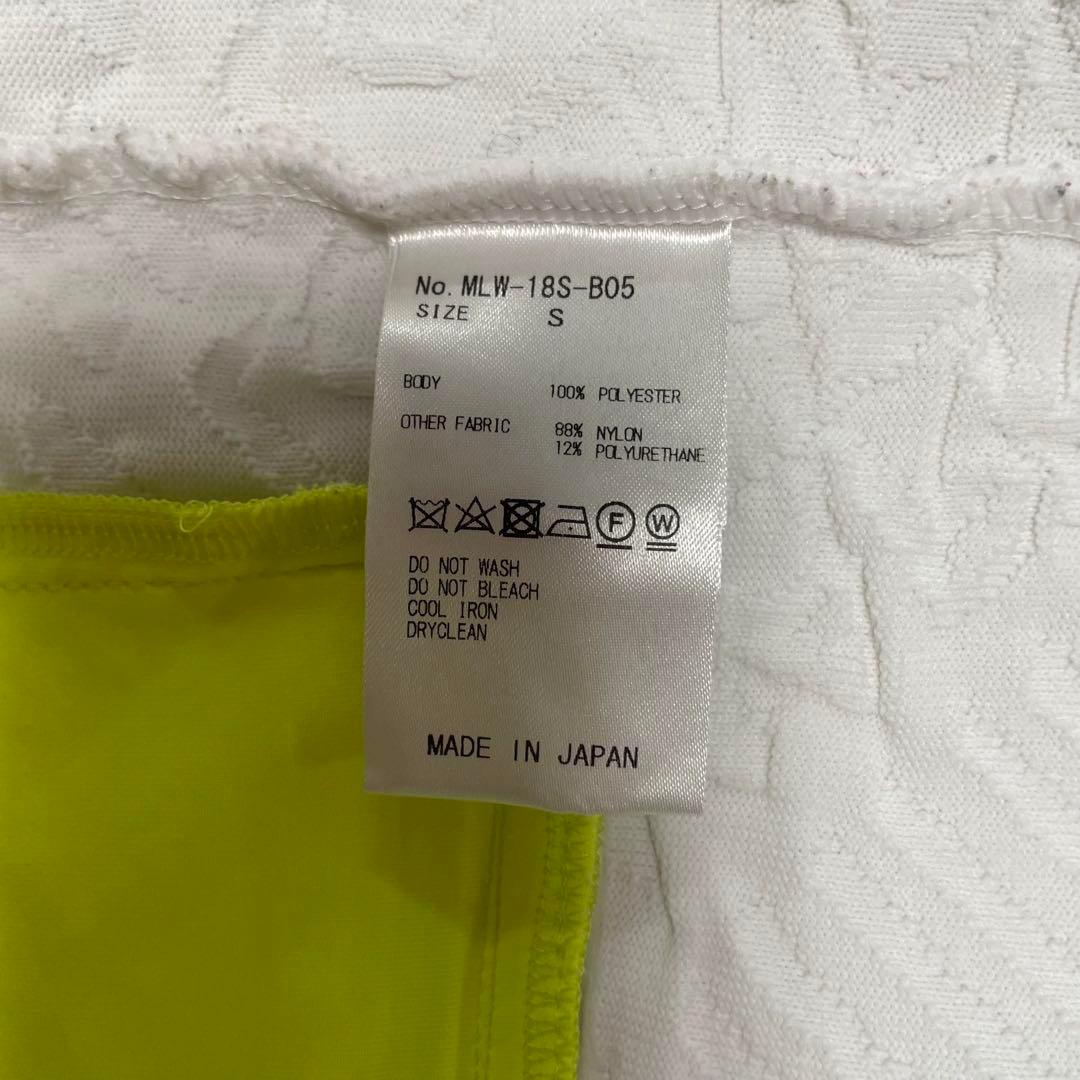 No. MLW-18S-B05
SIZE S
BODY 100% POLYESTER
OTHER FABRIC 88% NYLON
12% POLYURETHANE
F W
DO NOT WASH
DO NOT BLEACH
COOL IRON
DRYCLEAN
MADE IN JAPAN